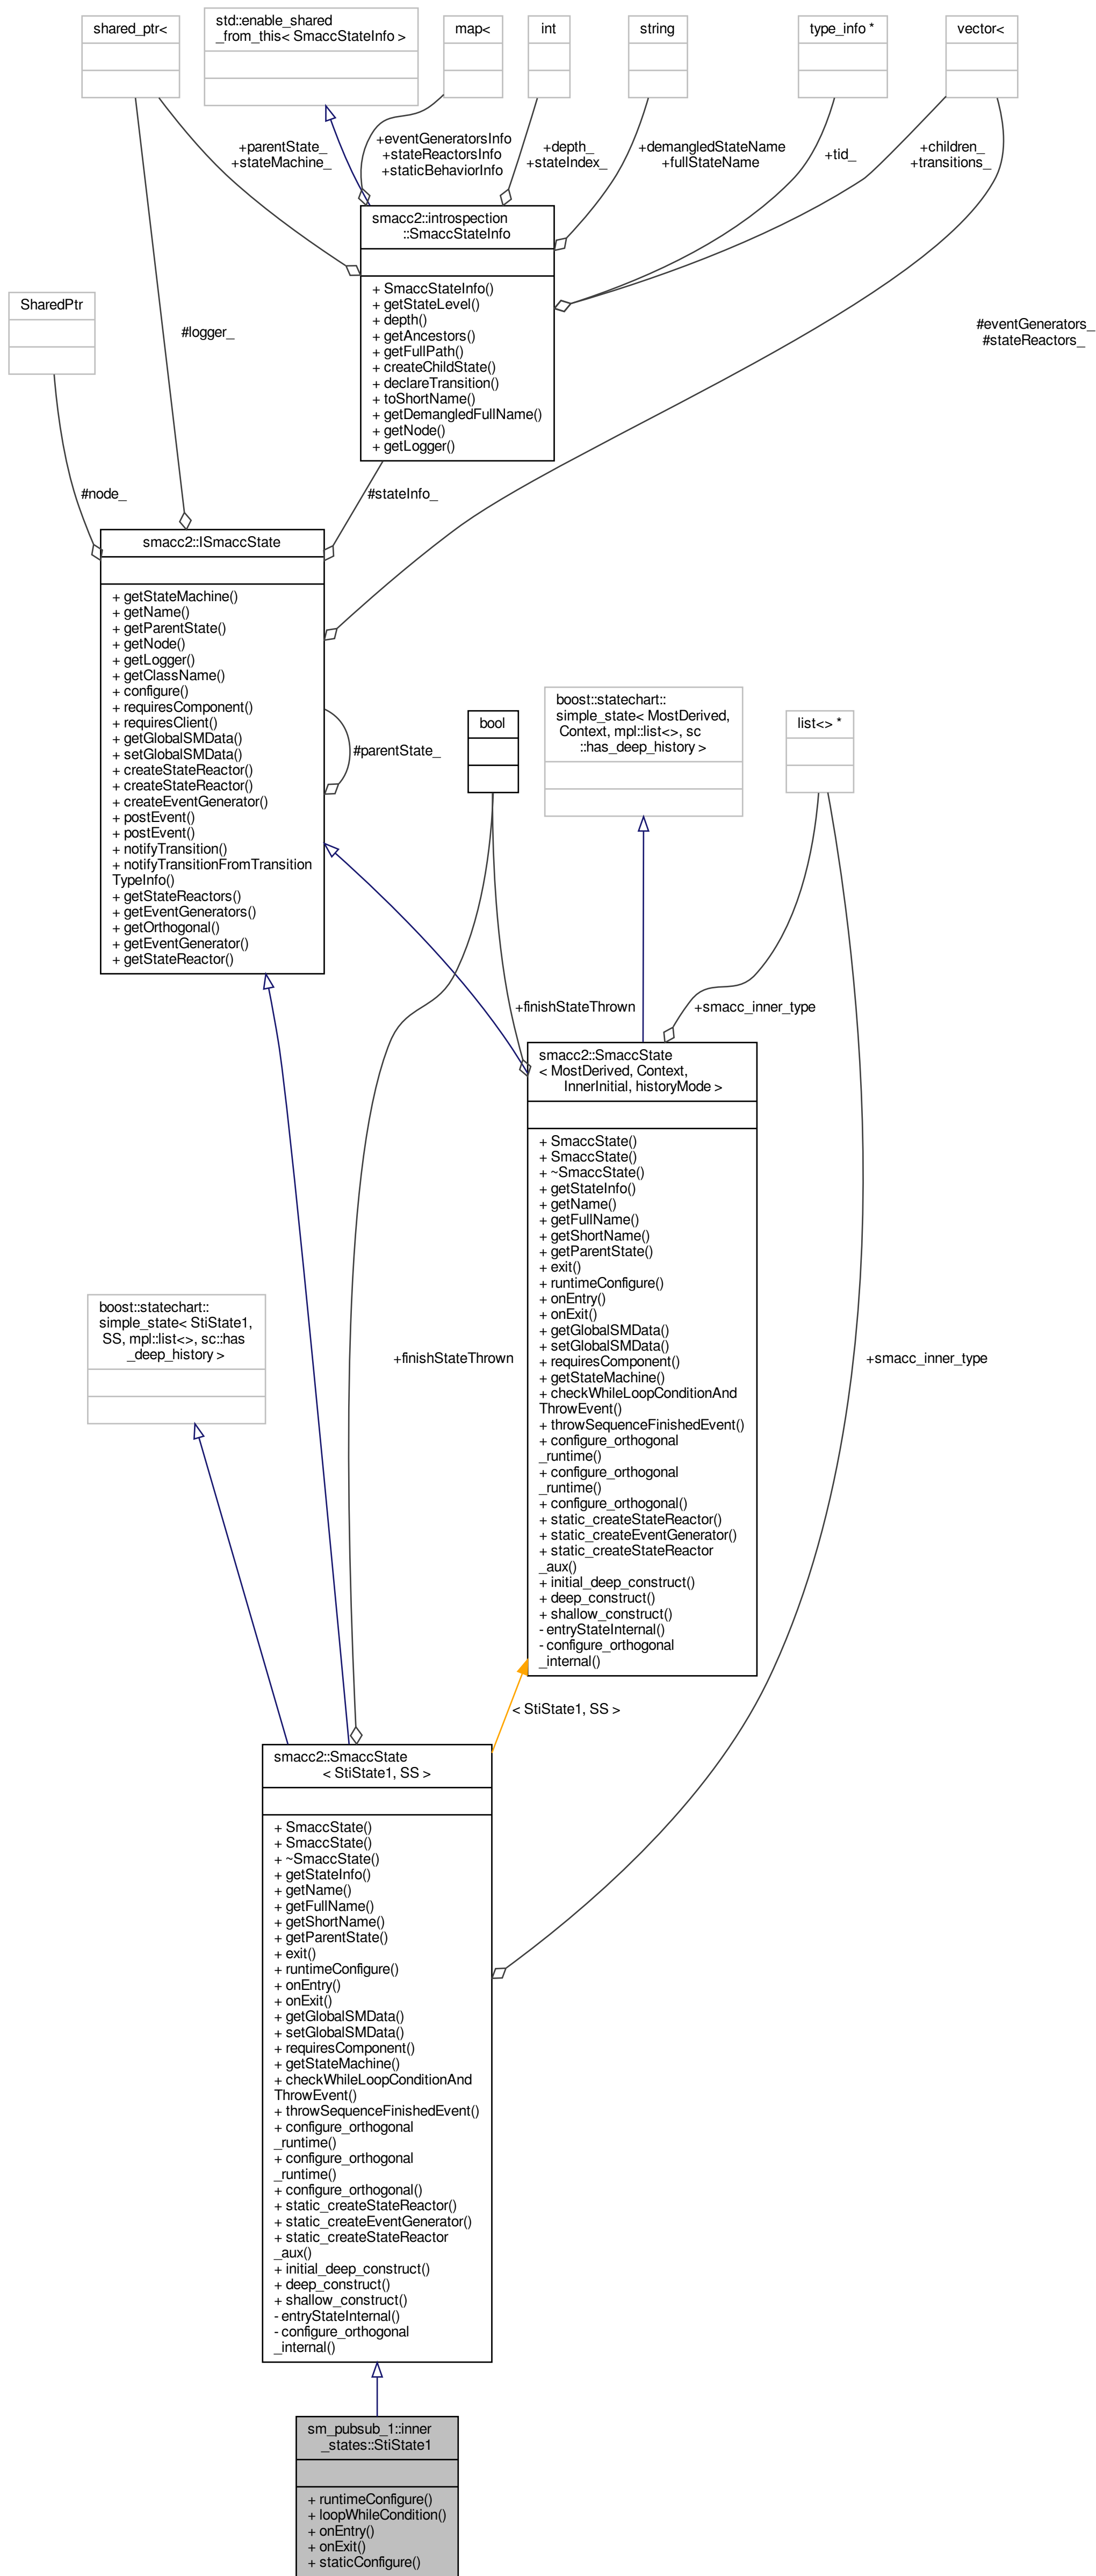 shared_ptr<
std::enable_shared
_from_this< SmaccStateInfo >
map<
int
string
type_info *
vector<
+parentState_
+stateMachine_
+eventGeneratorsInfo
+stateReactorsInfo
+staticBehaviorInfo
+depth_
+stateIndex_
+demangledStateName
+fullStateName
+tid_
+children_
+transitions_
smacc2::introspection
::SmaccStateInfo
+ SmaccStateInfo()
+ getStateLevel()
+ depth()
+ getAncestors()
+ getFullPath()
+ createChildState()
+ declareTransition()
+ toShortName()
+ getDemangledFullName()
+ getNode()
+ getLogger()
SharedPtr
#logger_
#eventGenerators_
#stateReactors_
#node_
#stateInfo_
smacc2::ISmaccState
+ getStateMachine()
+ getName()
+ getParentState()
+ getNode()
+ getLogger()
+ getClassName()
+ configure()
+ requiresComponent()
+ requiresClient()
+ getGlobalSMData()
+ setGlobalSMData()
+ createStateReactor()
+ createStateReactor()
+ createEventGenerator()
+ postEvent()
+ postEvent()
+ notifyTransition()
+ notifyTransitionFromTransition
TypeInfo()
+ getStateReactors()
+ getEventGenerators()
+ getOrthogonal()
+ getEventGenerator()
+ getStateReactor()
#parentState_
bool
boost::statechart::
simple_state< MostDerived,
Context, mpl::list<>, sc
::has_deep_history >
list<> *
+finishStateThrown
+smacc_inner_type
smacc2::SmaccState
< MostDerived, Context,
InnerInitial, historyMode >
+ SmaccState()
+ SmaccState()
+ ~SmaccState()
+ getStateInfo()
+ getName()
+ getFullName()
+ getShortName()
+ getParentState()
+ exit()
+ runtimeConfigure()
+ onEntry()
+ onExit()
+ getGlobalSMData()
+ setGlobalSMData()
+ requiresComponent()
+ getStateMachine()
+ checkWhileLoopConditionAnd
ThrowEvent()
+ throwSequenceFinishedEvent()
+ configure_orthogonal
_runtime()
+ configure_orthogonal
_runtime()
+ configure_orthogonal()
+ static_createStateReactor()
+ static_createEventGenerator()
+ static_createStateReactor
_aux()
+ initial_deep_construct()
+ deep_construct()
+ shallow_construct()
- entryStateInternal()
- configure_orthogonal
_internal()
boost::statechart::
simple_state< StiState1,
SS, mpl::list<>, sc::has
_deep_history >
+finishStateThrown
+smacc_inner_type
< StiState1, SS >
smacc2::SmaccState
< StiState1, SS >
+ SmaccState()
+ SmaccState()
+ ~SmaccState()
+ getStateInfo()
+ getName()
+ getFullName()
+ getShortName()
+ getParentState()
+ exit()
+ runtimeConfigure()
+ onEntry()
+ onExit()
+ getGlobalSMData()
+ setGlobalSMData()
+ requiresComponent()
+ getStateMachine()
+ checkWhileLoopConditionAnd
ThrowEvent()
+ throwSequenceFinishedEvent()
+ configure_orthogonal
_runtime()
+ configure_orthogonal
_runtime()
+ configure_orthogonal()
+ static_createStateReactor()
+ static_createEventGenerator()
+ static_createStateReactor
_aux()
+ initial_deep_construct()
+ deep_construct()
+ shallow_construct()
- entryStateInternal()
- configure_orthogonal
_internal()
sm_pubsub_1::inner
_states::StiState1
+ runtimeConfigure()
+ loopWhileCondition()
+ onEntry()
+ onExit()
+ staticConfigure()